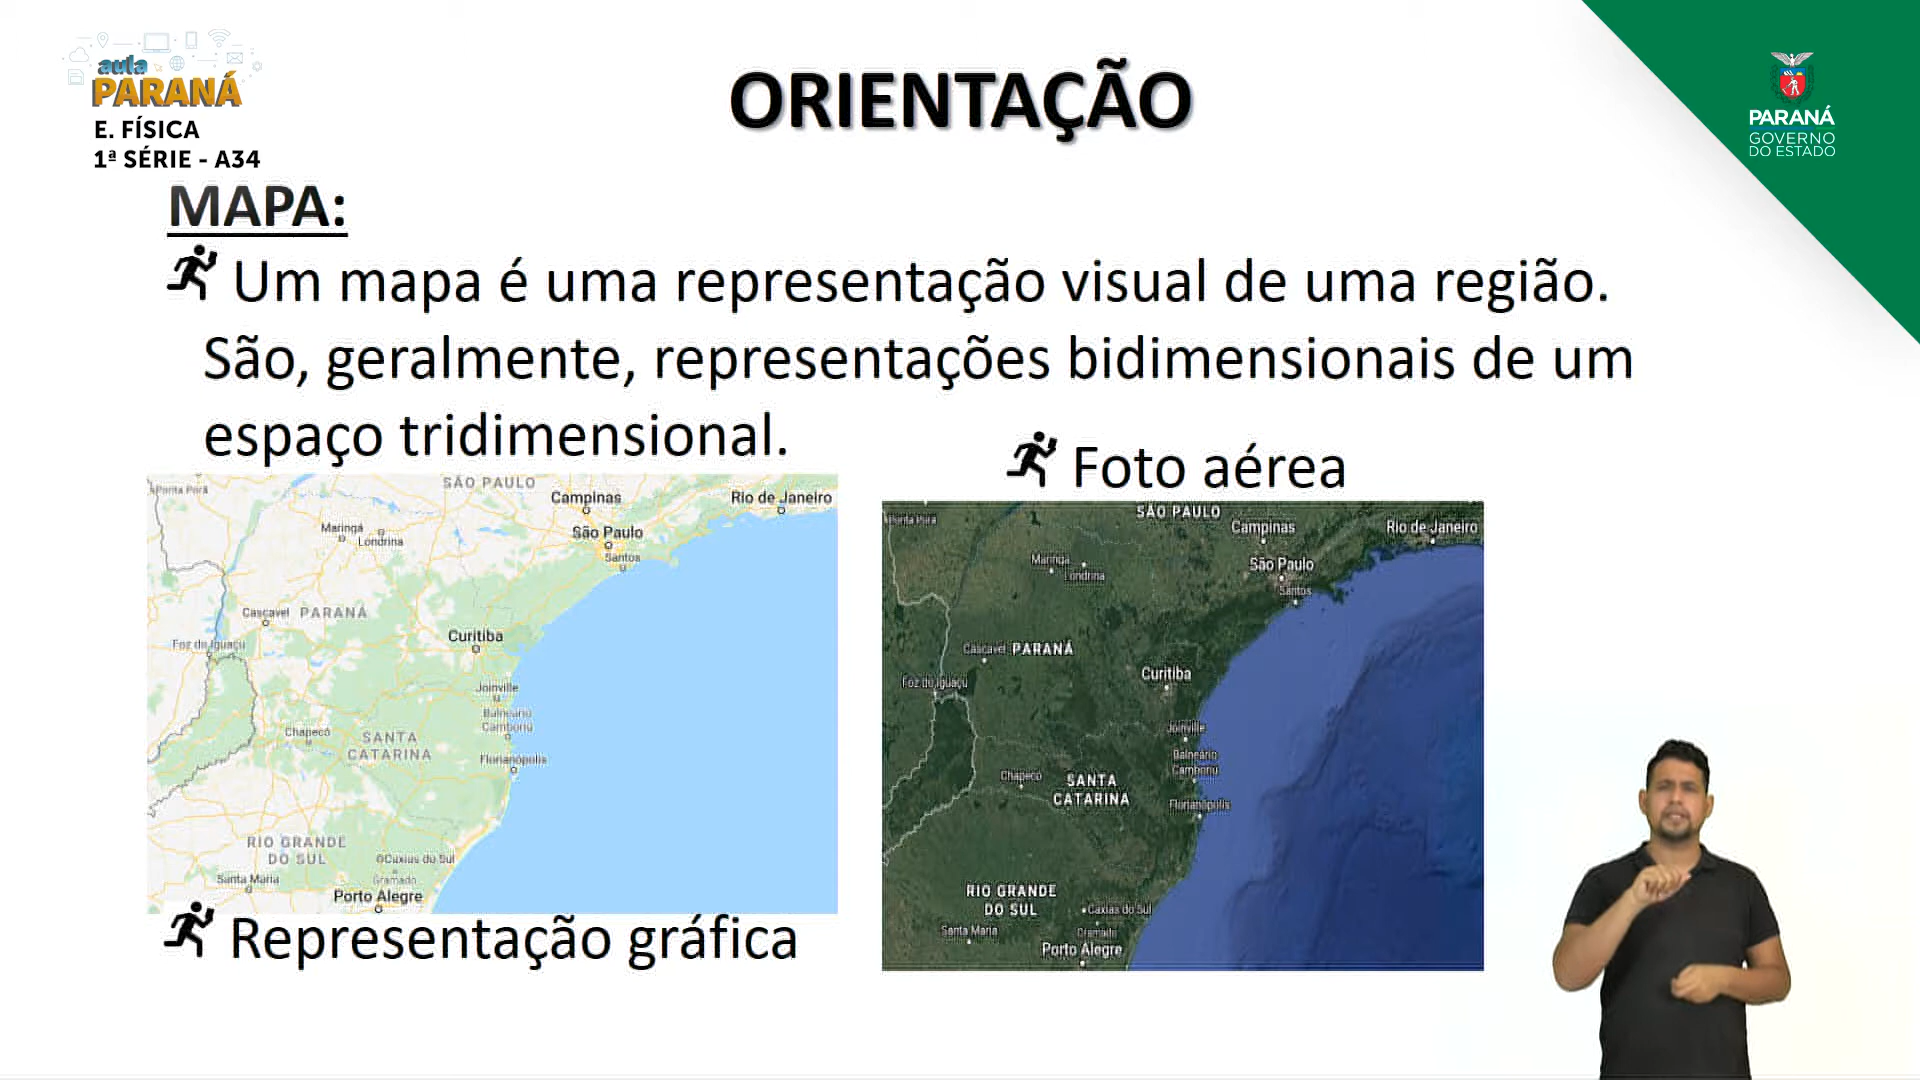 aula
PARANÁ
E. FÍSICA
1ª SÉRIE - A34
ORIENTAÇÃO
PARANÁ
GOVERNO
DO ESTADO
MAPA:
Um mapa é uma representação visual de uma região.
São, geralmente, representações bidimensionais de um
espaço tridimensional.
Foto aérea
Ponta Porã
SÃO PAULO
Campinas
Rio de Janeiro
Maringá
Londrina
São Paulo
Santos
Cascavel
PARANÁ
Curitiba
Foz do Iguaçu
Joinville
Balneário
Camboriú
Chapecó
SANTA
CATARINA
Florianópolis
RIO GRANDE
DO SUL
Caxias do Sul
Santa Maria
Gramado
Porto Alegre
Representação gráfica
Ponta Porã
SÃO PAULO
Campinas
Rio de Janeiro
Maringá
Londrina
São Paulo
Santos
Cascavel
PARANÁ
Curitiba
Foz do Iguaçu
Joinville
Balneário
Camboriú
Chapecó
SANTA
CATARINA
Florianópolis
RIO GRANDE
DO SUL
Caxias do Sul
Santa Maria
Gramado
Porto Alegre